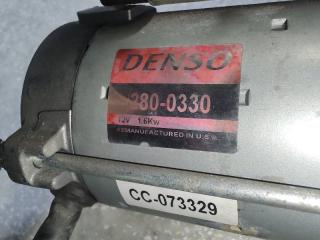 DENSO
280-0330
12V 1.6Kw
REMANUFACTURED IN U.S.A.
CC-073329